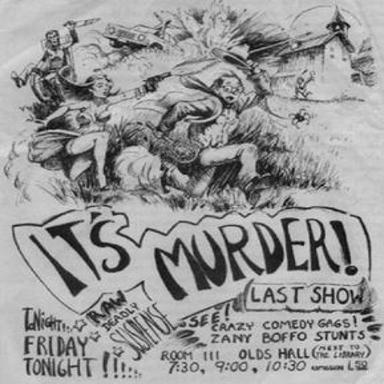 IT'S MURDER!
LAST SHOW
TONIGHT...
FRIDAY
TONIGHT!!!...
RAW
DEADLY
SUSPENSE
SEE!
CRAZY COMEDY GAGS!
ZANY BOFFO STUNTS
ROOM 111 OLDS HALL (NEXT TO THE LIBRARY)
7:30, 9:00, 10:30 ADMISSION